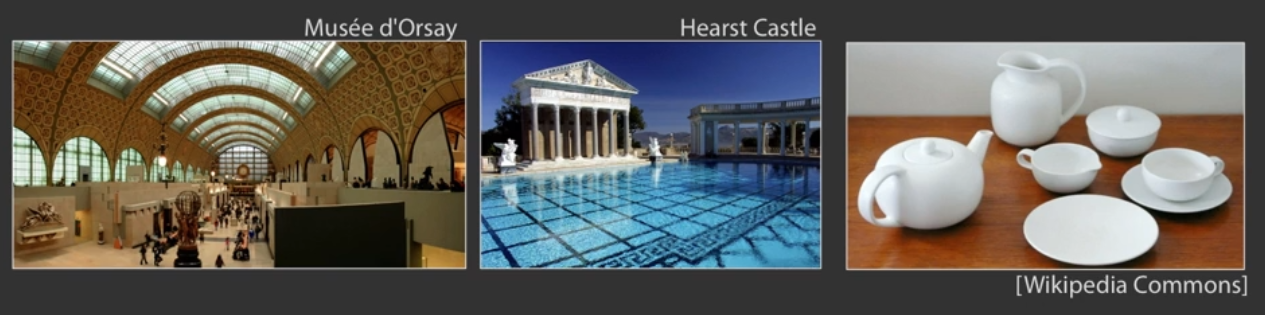 Musée d'Orsay
Hearst Castle
[Wikipedia Commons]